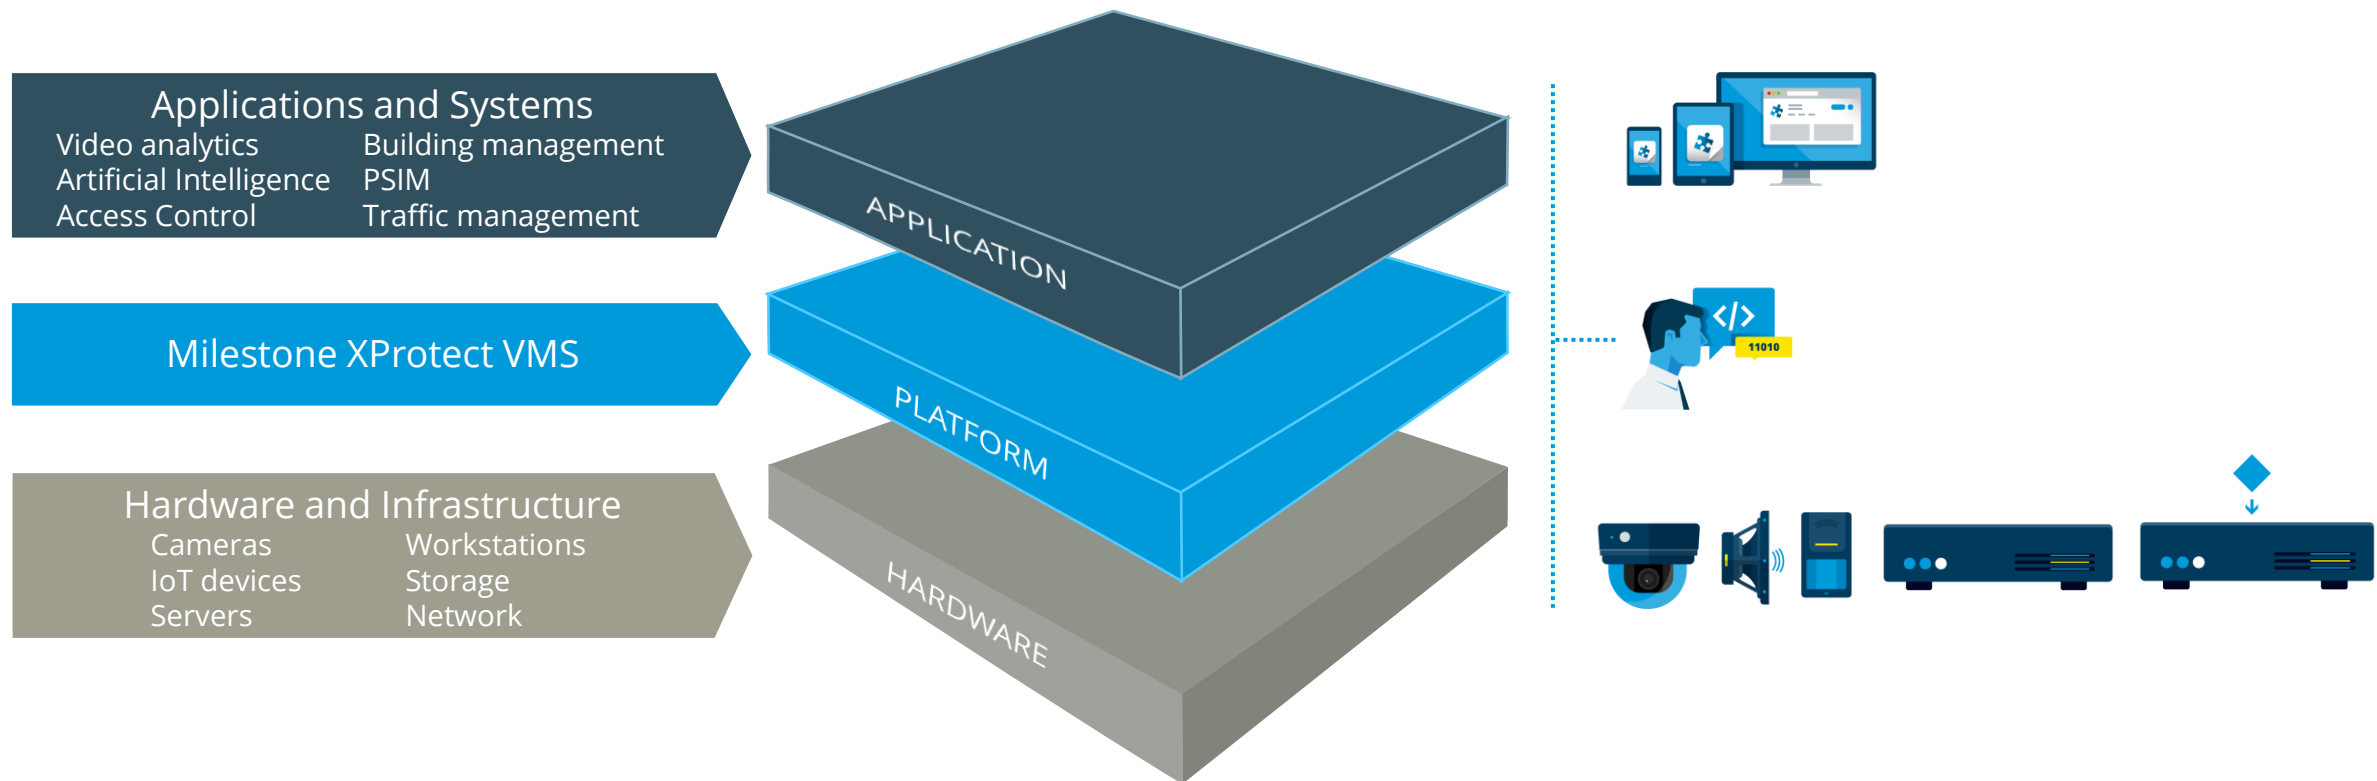 Applications and Systems
Video analytics
Building management
Artificial Intelligence
PSIM
Access Control
Traffic management
APPLICATION
Milestone XProtect VMS
PLATFORM
</>
11010
Hardware and Infrastructure
Cameras
Workstations
IoT devices
Storage
Servers
Network
HARDWARE